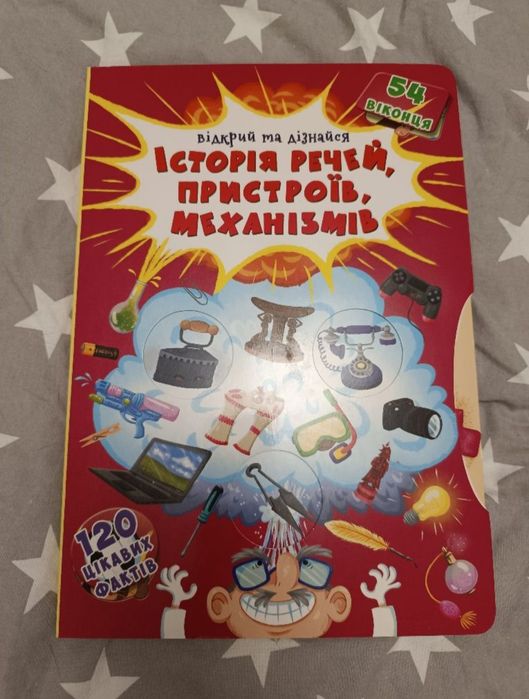 54
ВІКОНЦЯ
Відкрий та дізнайся
ІСТОРІЯ РЕЧЕЙ,
ПРИСТРОЇВ,
МЕХАНІЗМІВ
120
ЦІКАВИХ
ФАКТІВ